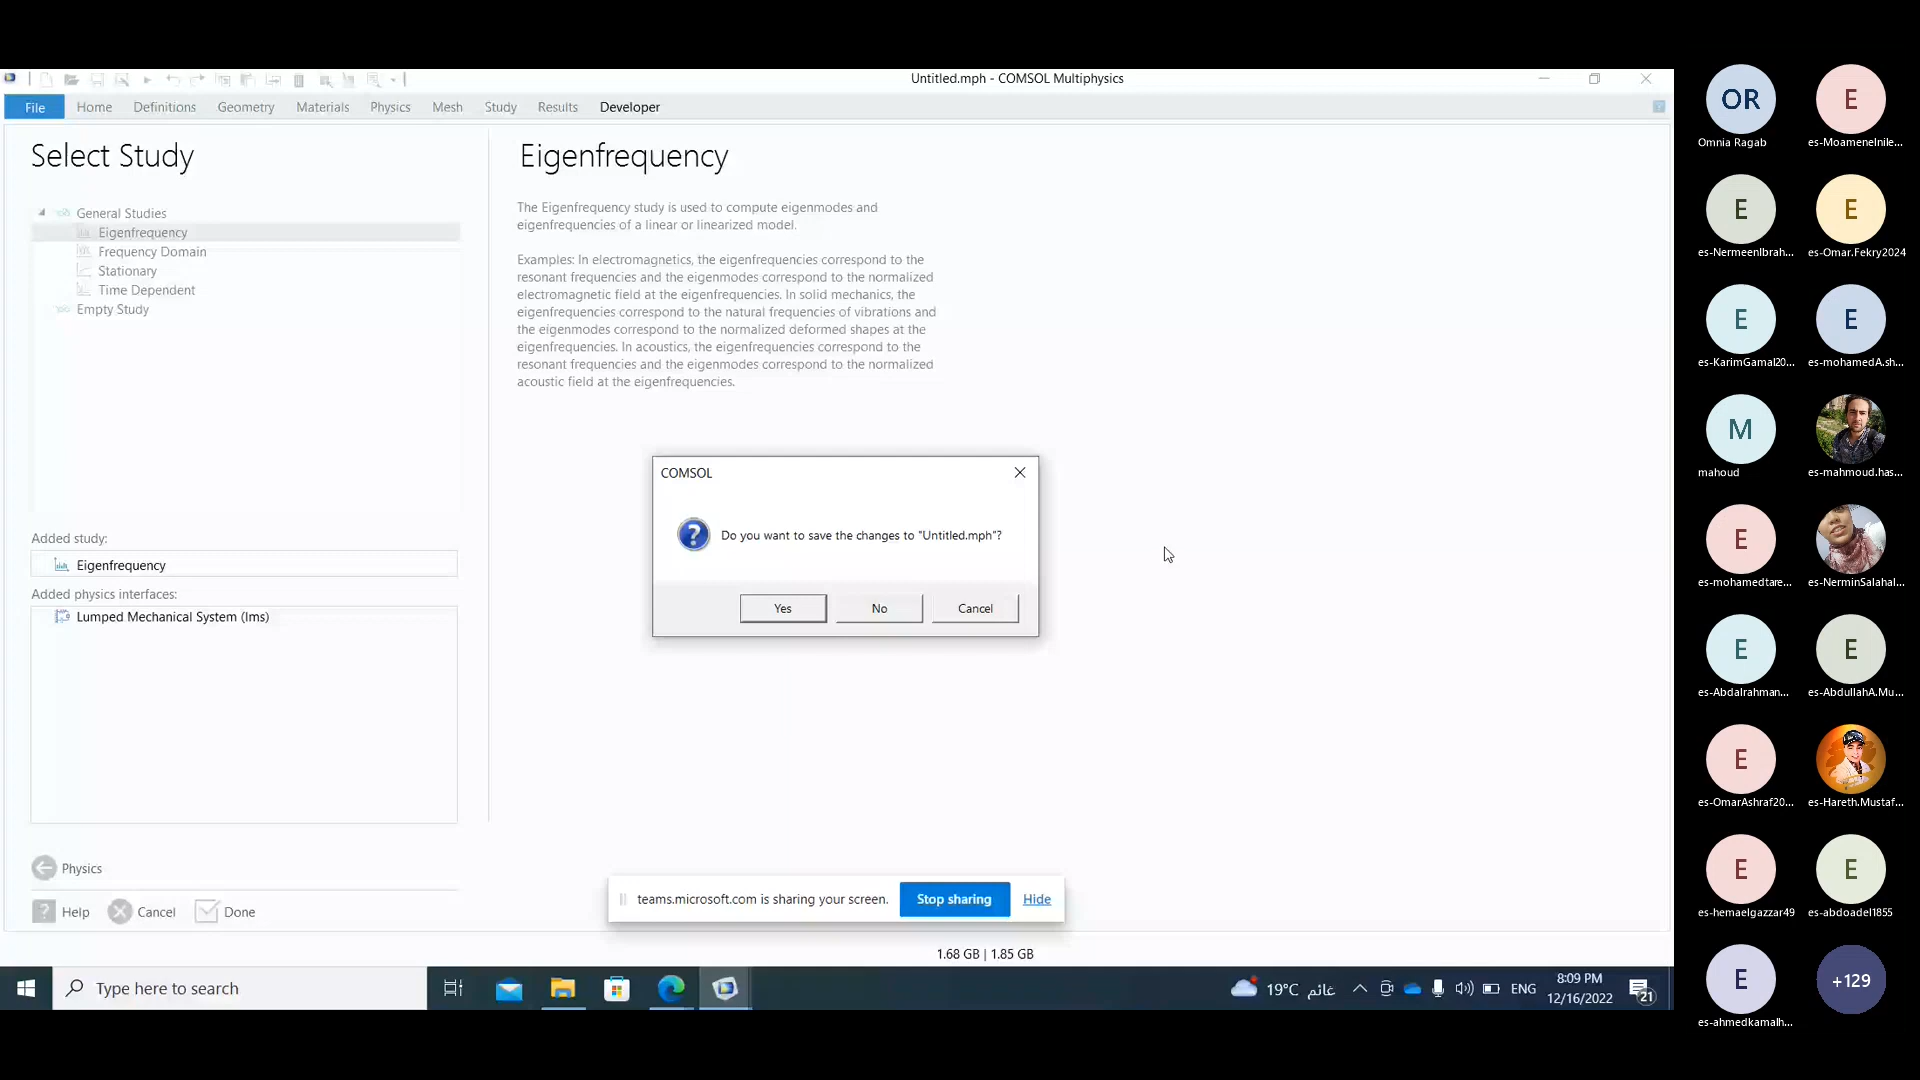 Untitled.mph - COMSOL Multiphysics
File Home Definitions Geometry Materials Physics Mesh Study Results Developer
Select Study
General Studies
Eigenfrequency
Frequency Domain
Stationary
Time Dependent
Empty Study
Added study:
Eigenfrequency
Added physics interfaces:
Lumped Mechanical System (lms)
Physics
Help Cancel Done
Eigenfrequency
The Eigenfrequency study is used to compute eigenmodes and
eigenfrequencies of a linear or linearized model.
Examples: In electromagnetics, the eigenfrequencies correspond to the
resonant frequencies and the eigenmodes correspond to the normalized
electromagnetic field at the eigenfrequencies. In solid mechanics, the
eigenfrequencies correspond to the natural frequencies of vibrations and
the eigenmodes correspond to the normalized deformed shapes at the
eigenfrequencies. In acoustics, the eigenfrequencies correspond to the
resonant frequencies and the eigenmodes correspond to the normalized
acoustic field at the eigenfrequencies.
COMSOL
Do you want to save the changes to "Untitled.mph"?
Yes No Cancel
teams.microsoft.com is sharing your screen. Stop sharing Hide
1.68 GB | 1.85 GB
Type here to search
19°C غائم
ENG
8:09 PM
12/16/2022
21
OR E
Omnia Ragab es-Moamenelnile...
E E
es-NermeenIbrah... es-Omar.Fekry2024
E E
es-KarimGamal20... es-mohamedA.sh...
M
mahoud es-mahmoud.has...
E
es-mohamedtare... es-NerminSalahal...
E E
es-Abdalrahman... es-AbdullahA.Mu...
E
es-OmarAshraf20... es-Hareth.Mustaf...
E E
es-hemaelgazzar49 es-abdoadel1855
E +129
es-ahmedkamalh...